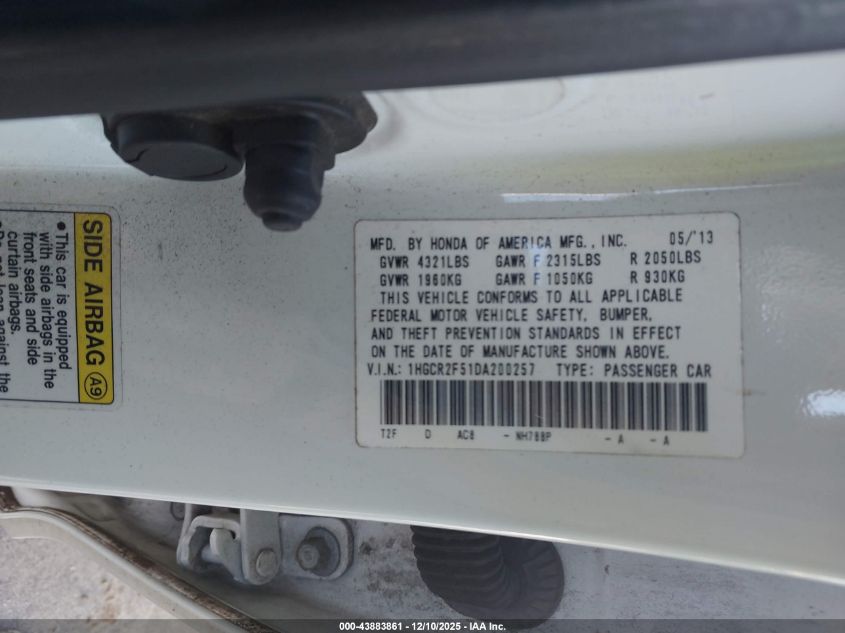 MFD. BY HONDA OF AMERICA MFG., INC. 05/'13
GVWR 4321LBS GAWR F 2315LBS R 2050LBS
GVWR 1960KG GAWR F 1050KG R 930KG
THIS VEHICLE CONFORMS TO ALL APPLICABLE
FEDERAL MOTOR VEHICLE SAFETY, BUMPER,
AND THEFT PREVENTION STANDARDS IN EFFECT
ON THE DATE OF MANUFACTURE SHOWN ABOVE.
V.I.N.: 1HGCR2F51DA200257 TYPE: PASSENGER CAR
T2F D AC8 - NH788P - A - A
SIDE AIRBAG A9
•This car is equipped
with side airbags in the
front seats and side
curtain airbags.
lean against the
000-43883861 - 12/10/2025 - IAA Inc.